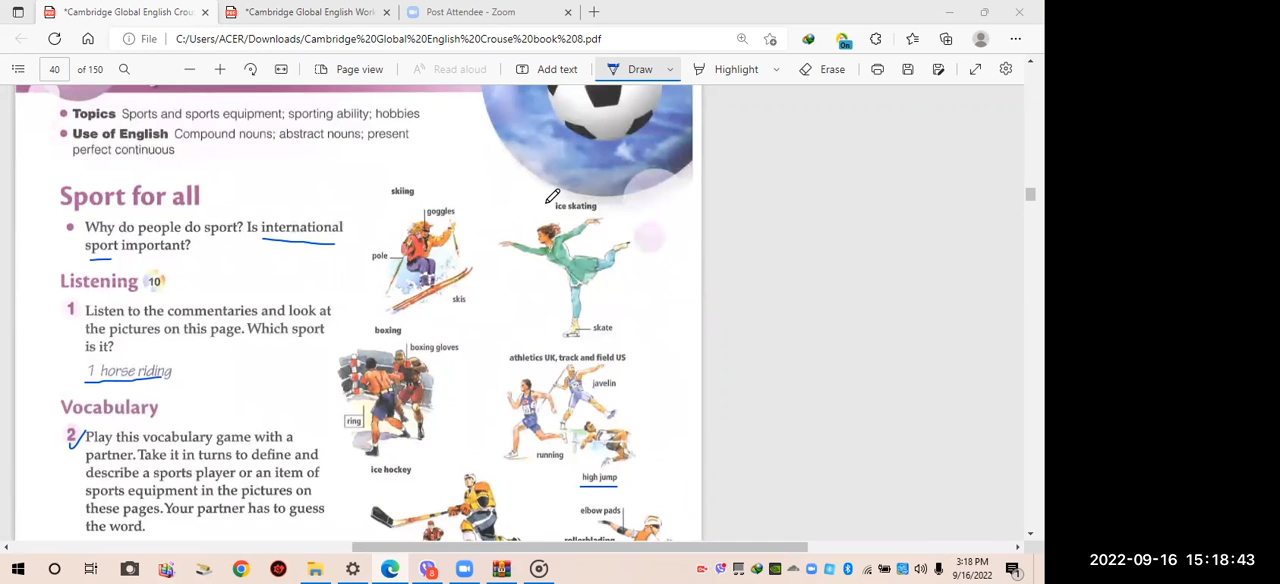 *Cambridge Global English Crou
*Cambridge Global English Work
Post Attendee - Zoom
File
C:/Users/ACER/Downloads/Cambridge%20Global%20English%20Crouse%20book%208.pdf
On
40 of 150
Page view
Read aloud
Add text
Draw
Highlight
Erase
Topics Sports and sports equipment; sporting ability; hobbies
Use of English Compound nouns; abstract nouns; present
perfect continuous
Sport for all
Why do people do sport? Is international
sport important?
Listening 10
1 Listen to the commentaries and look at
the pictures on this page. Which sport
is it?
1 horse riding
Vocabulary
2 Play this vocabulary game with a
partner. Take it in turns to define and
describe a sports player or an item of
sports equipment in the pictures on
these pages. Your partner has to guess
the word.
skiing
goggles
pole
skis
ice skating
skate
boxing
boxing gloves
ring
athletics UK, track and field US
javelin
running
high jump
ice hockey
elbow pads
rollerblading
8
3:18 PM
9/16/2022
1
2022-09-16 15:18:43